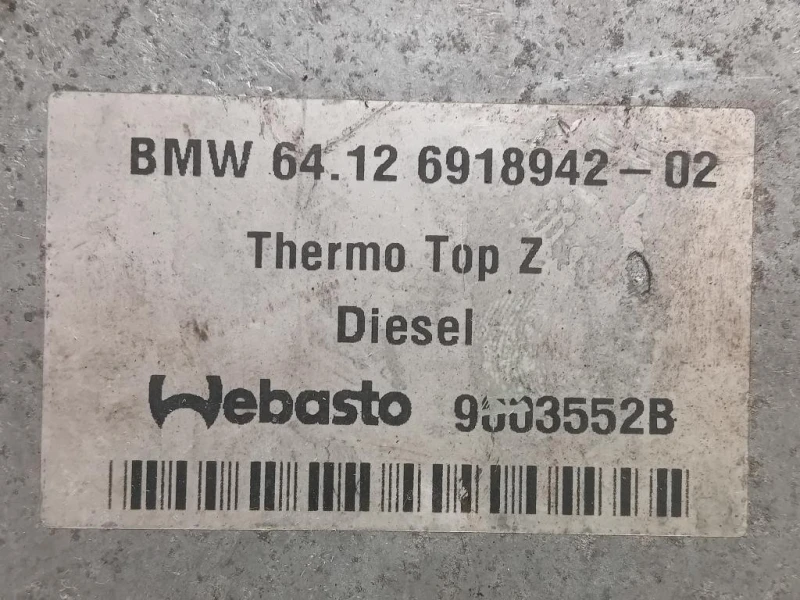 BMW 64.12 6918942-02
Thermo Top Z
Diesel
Webasto 9003552B